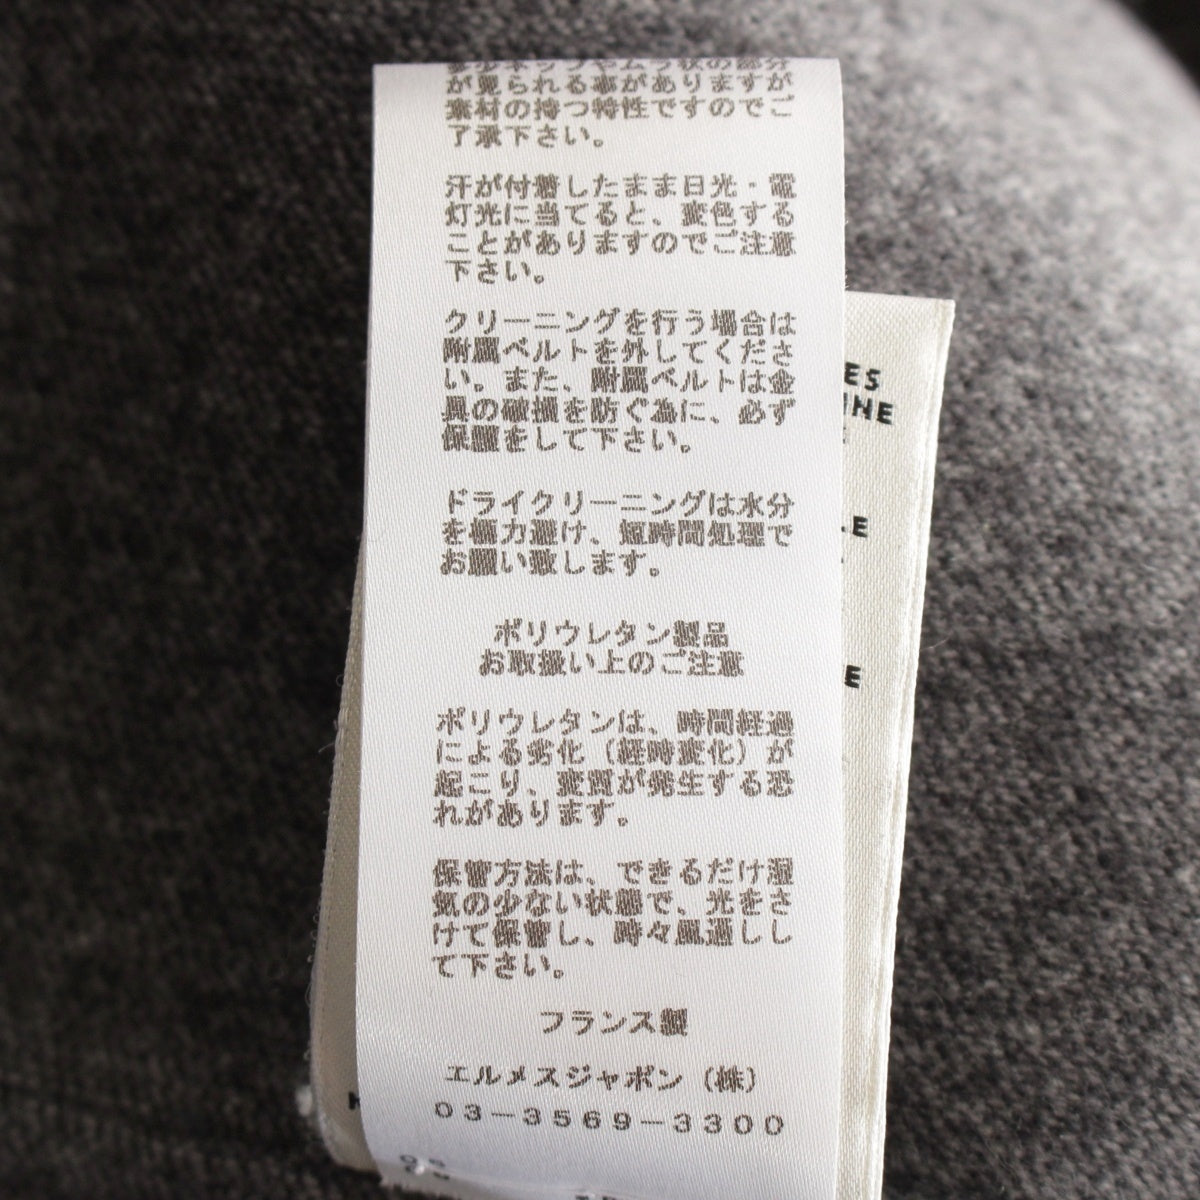 が見られる事がありますが
素材の持つ特性ですのでご
了承下さい。
汗が付着したまま日光・電
灯光に当てると、変色する
ことがありますのでご注意
下さい。
クリーニングを行う場合は
附属ベルトを外してくださ
い。また、附属ベルトは金
具の破損を防ぐ為に、必ず
保護をして下さい。
ドライクリーニングは水分
を極力避け、短時間処理で
お願い致します。
ポリウレタン製品
お取扱い上のご注意
ポリウレタンは、時間経過
による劣化（経時変化）が
起こり、変質が発生する恐
れがあります。
保管方法は、できるだけ湿
気の少ない状態で、光をさ
けて保管し、時々風通しし
て下さい。
フランス製
エルメスジャポン（株）
03-3569-3300